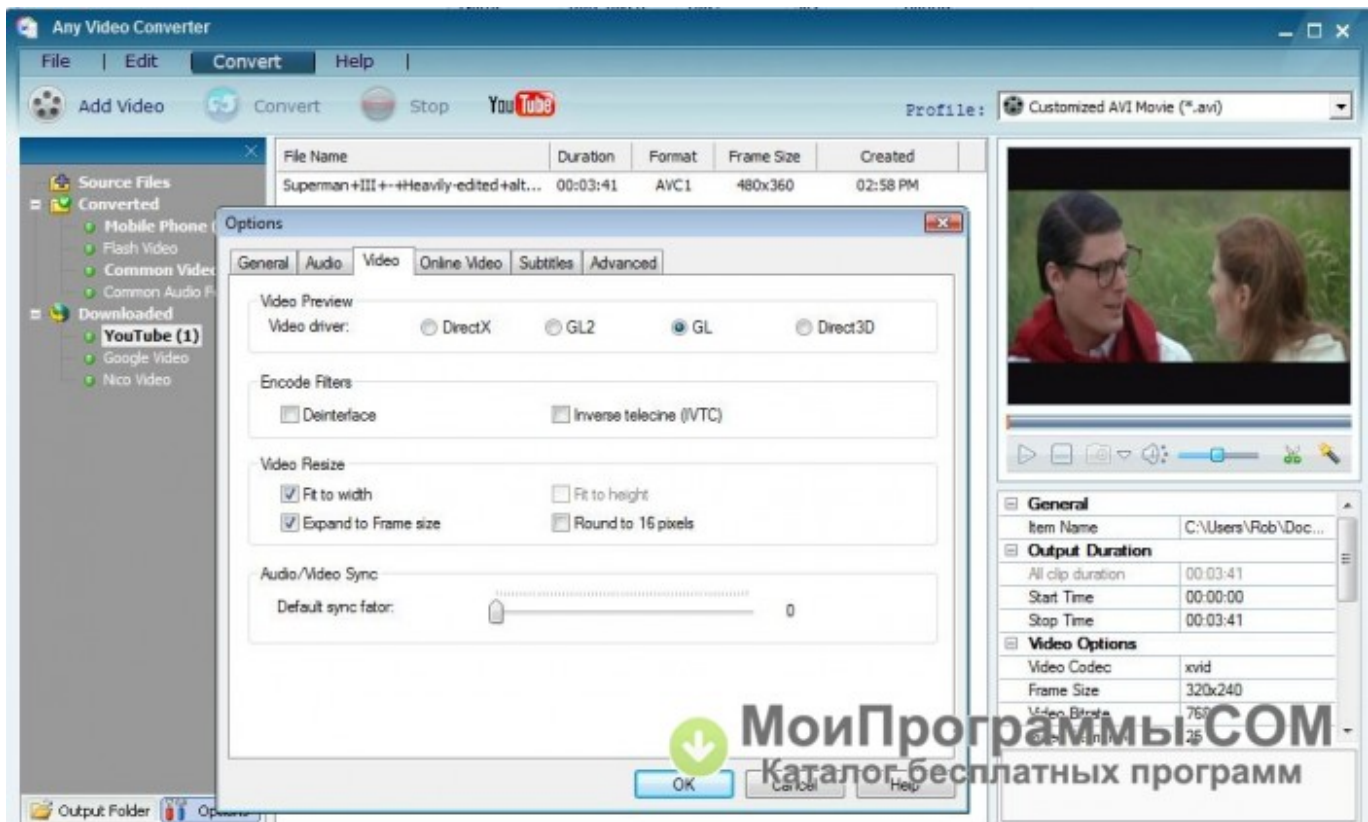 Any Video Converter
File | Edit | Convert | Help |
Add Video Convert Stop YouTube Profile: Customized AVI Movie (*.avi)
File Name Duration Format Frame Size Created
Superman+III+-+Heavily-edited+alt... 00:03:41 AVC1 480x360 02:58 PM
Source Files
Converted
Mobile Phone (
Flash Video
Common Video
Common Audio F
Downloaded
YouTube (1)
Google Video
Nico Video
Output Folder
Options
General Audio Video Online Video Subtitles Advanced
Video Preview
Video driver: DirectX GL2 GL Direct3D
Encode Filters
Deinterlace Inverse telecine (IVTC)
Video Resize
Fit to width Fit to height
Expand to Frame size Round to 16 pixels
Audio/Video Sync
Default sync fator: 0
OK Cancel Help
General
Item Name C:\Users\Rob\Doc...
Output Duration
All clip duration 00:03:41
Start Time 00:00:00
Stop Time 00:03:41
Video Options
Video Codec xvid
Frame Size 320x240
Video Bitrate
МоиПрограммы.COM
Каталог бесплатных программ